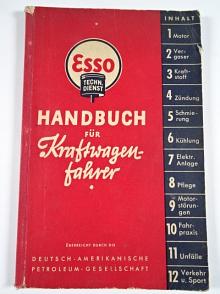 Esso
TECHN.
DIENST
HANDBUCH
FÜR
Kraftwagen-
fahrer
ÜBERREICHT DURCH DIE
DEUTSCH-AMERIKANISCHE
PETROLEUM-GESELLSCHAFT
INHALT
1 Motor
2 Ver-
gaser
3 Kraft-
stoff
4 Zündung
5 Schmie-
rung
6 Kühlung
7 Elektr.
Anlage
8 Pflege
9 Motor-
störun-
gen
10 Fahr-
praxis
11 Unfälle
12 Verkehr
u. Sport